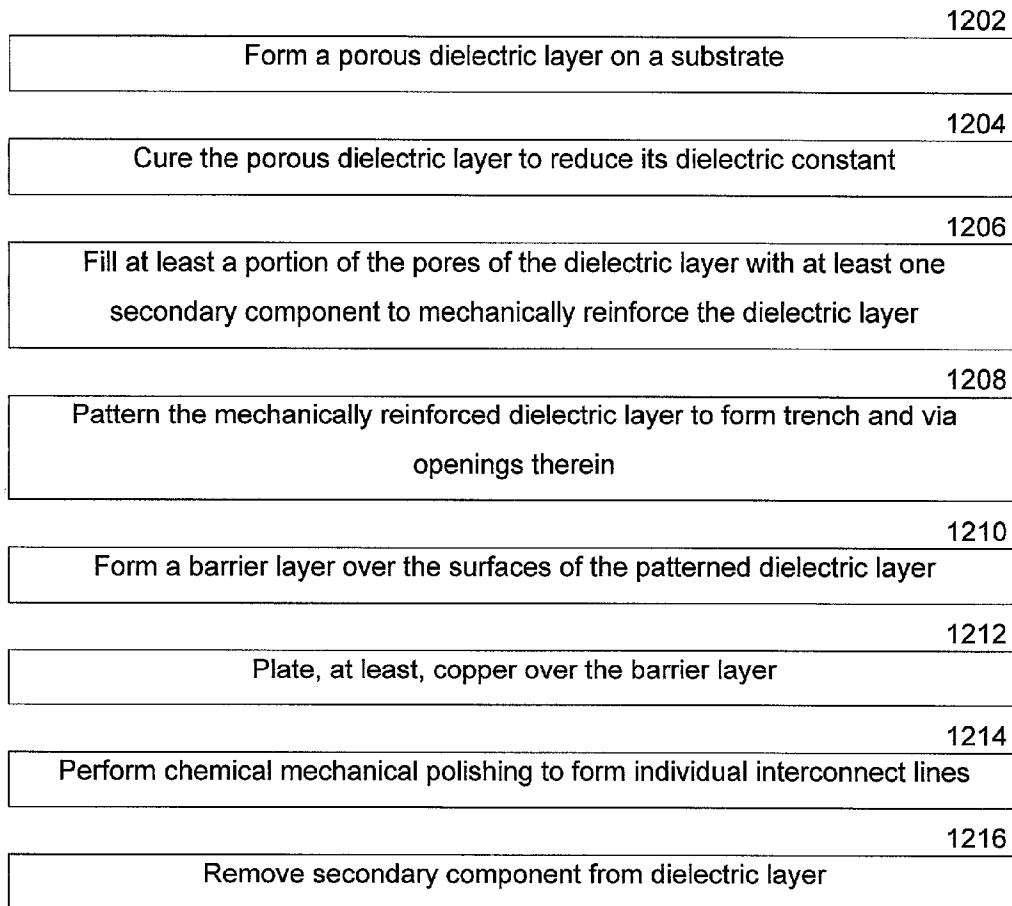 1202
Form a porous dielectric layer on a substrate
1204
Cure the porous dielectric layer to reduce its dielectric constant
1206
Fill at least a portion of the pores of the dielectric layer with at least one
secondary component to mechanically reinforce the dielectric layer
1208
Pattern the mechanically reinforced dielectric layer to form trench and via
openings therein
1210
Form a barrier layer over the surfaces of the patterned dielectric layer
1212
Plate, at least, copper over the barrier layer
1214
Perform chemical mechanical polishing to form individual interconnect lines
1216
Remove secondary component from dielectric layer